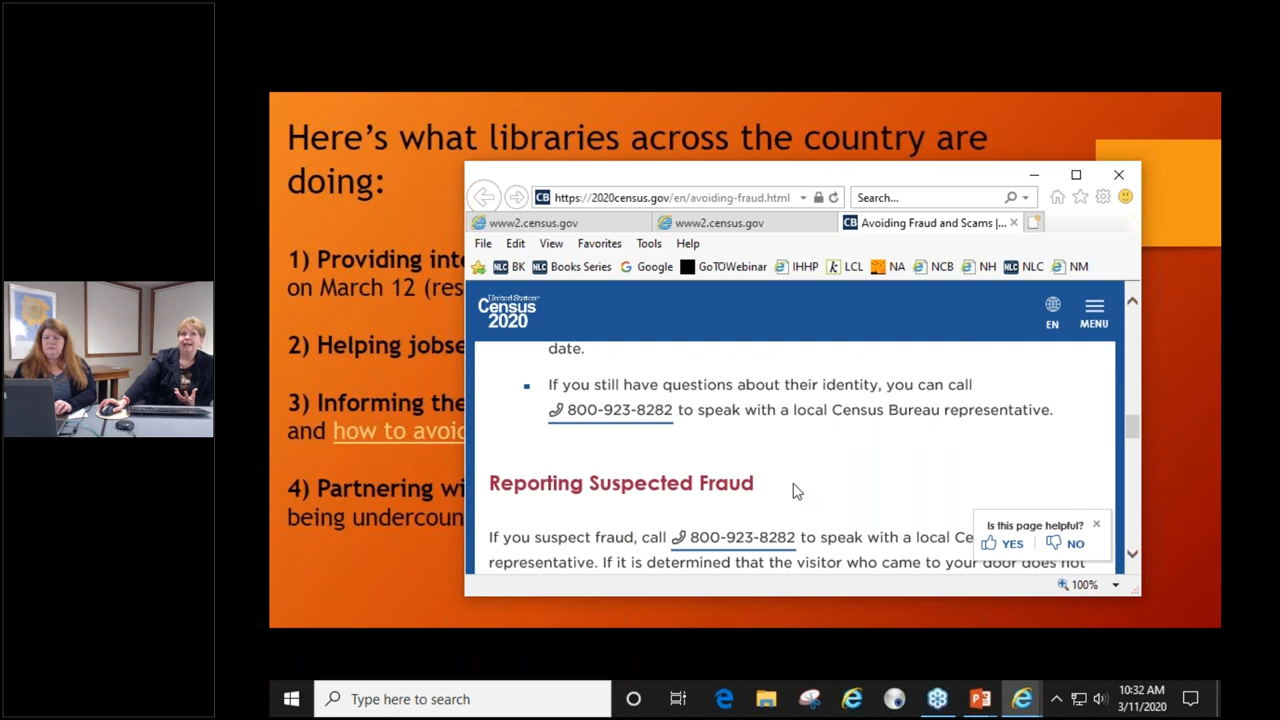 Here's what libraries across the country are
doing:
1) Providing inte
on March 12 (res
2) Helping jobse
3) Informing the
and how to avoid
4) Partnering wi
being undercoun
https://2020census.gov/en/avoiding-fraud.html
Search...
www2.census.gov
www2.census.gov
CB Avoiding Fraud and Scams |...
File Edit View Favorites Tools Help
NLC BK NLC Books Series G Google GoTOWebinar IHHP k LCL NA NCB NH NLC NLC NM
United States®
Census
2020
EN
MENU
date.
If you still have questions about their identity, you can call
800-923-8282 to speak with a local Census Bureau representative.
Reporting Suspected Fraud
If you suspect fraud, call 800-923-8282 to speak with a local Ce
representative. If it is determined that the visitor who came to your door does not
Is this page helpful?
YES
NO
100%
Type here to search
10:32 AM
3/11/2020